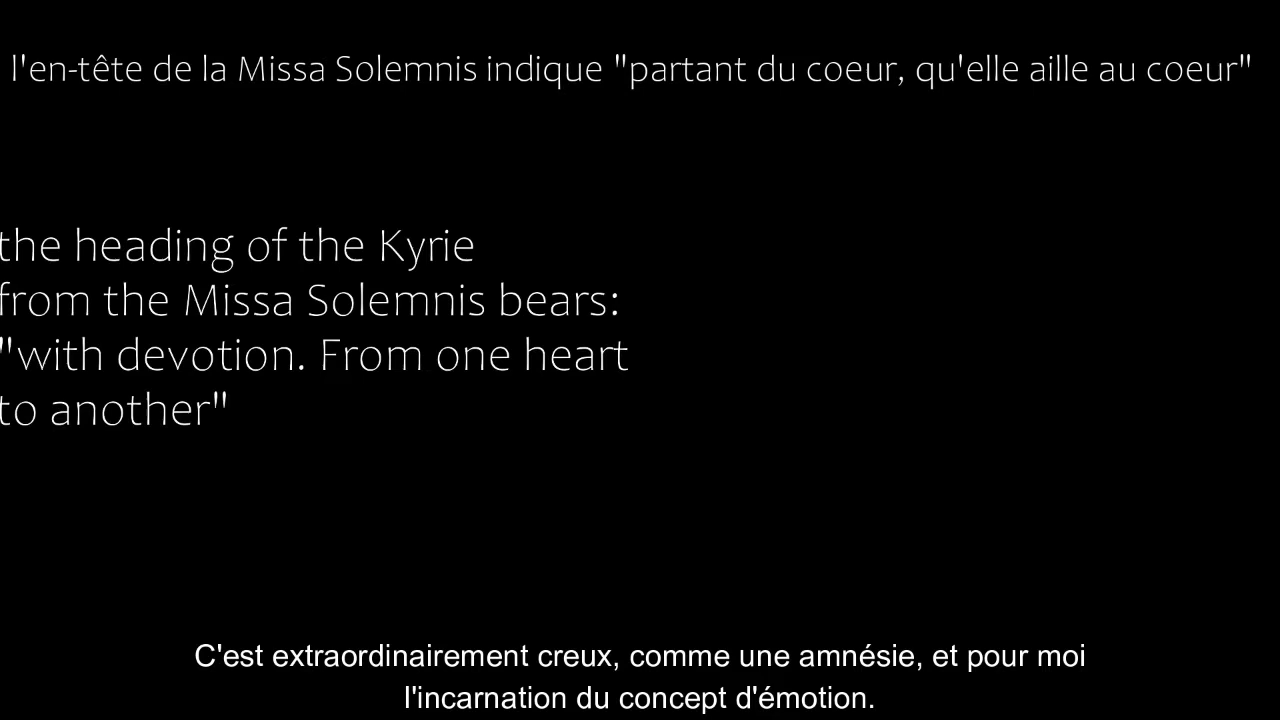 l'en-tête de la Missa Solemnis indique "partant du coeur, qu'elle aille au coeur"
the heading of the Kyrie
from the Missa Solemnis bears:
"with devotion. From one heart
to another"
C'est extraordinairement creux, comme une amnésie, et pour moi
l'incarnation du concept d'émotion.